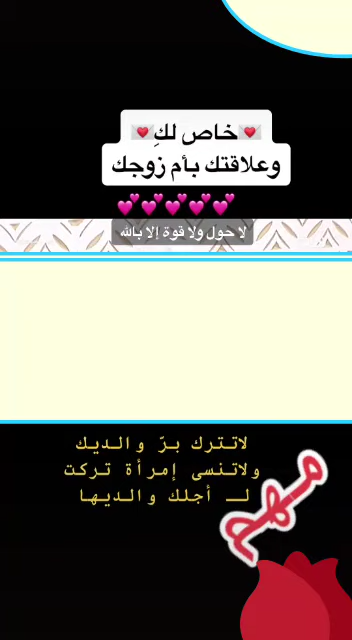 خاص لكِ
وعلاقتك بأم زوجك
لا حول ولا قوة إلا بالله
لاتترك برّ والديك
ولاتنسى إمرأة تركت
لـ أجلك والديها
مهم